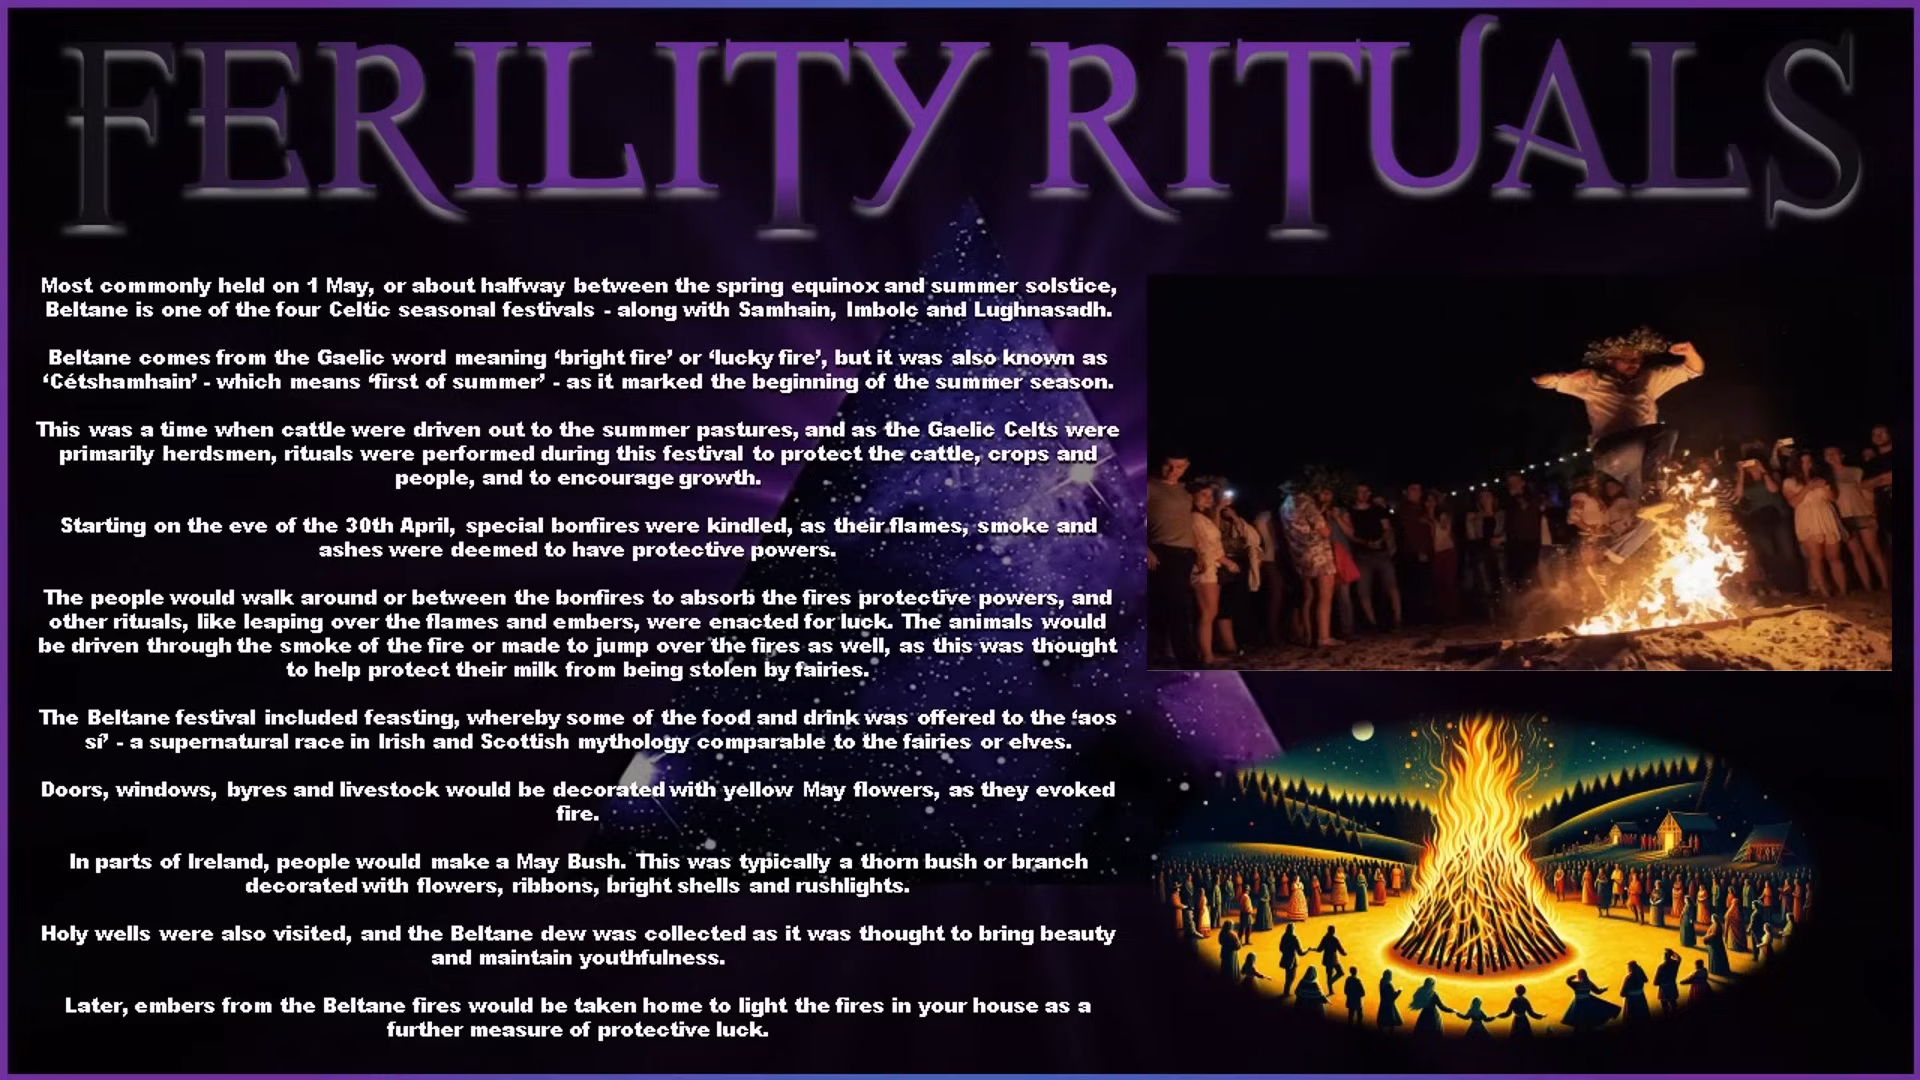 FERILITY RITUALS
Most commonly held on 1 May, or about halfway between the spring equinox and summer solstice,
Beltane is one of the four Celtic seasonal festivals - along with Samhain, Imbolc and Lughnasadh.
Beltane comes from the Gaelic word meaning ‘bright fire’ or ‘lucky fire’, but it was also known as
‘Cétshamhain’ - which means ‘first of summer’ - as it marked the beginning of the summer season.
This was a time when cattle were driven out to the summer pastures, and as the Gaelic Celts were
primarily herdsmen, rituals were performed during this festival to protect the cattle, crops and
people, and to encourage growth.
Starting on the eve of the 30th April, special bonfires were kindled, as their flames, smoke and
ashes were deemed to have protective powers.
The people would walk around or between the bonfires to absorb the fires protective powers, and
other rituals, like leaping over the flames and embers, were enacted for luck. The animals would
be driven through the smoke of the fire or made to jump over the fires as well, as this was thought
to help protect their milk from being stolen by fairies.
The Beltane festival included feasting, whereby some of the food and drink was offered to the ‘aos
sí’ - a supernatural race in Irish and Scottish mythology comparable to the fairies or elves.
Doors, windows, byres and livestock would be decorated with yellow May flowers, as they evoked
fire.
In parts of Ireland, people would make a May Bush. This was typically a thorn bush or branch
decorated with flowers, ribbons, bright shells and rushlights.
Holy wells were also visited, and the Beltane dew was collected as it was thought to bring beauty
and maintain youthfulness.
Later, embers from the Beltane fires would be taken home to light the fires in your house as a
further measure of protective luck.